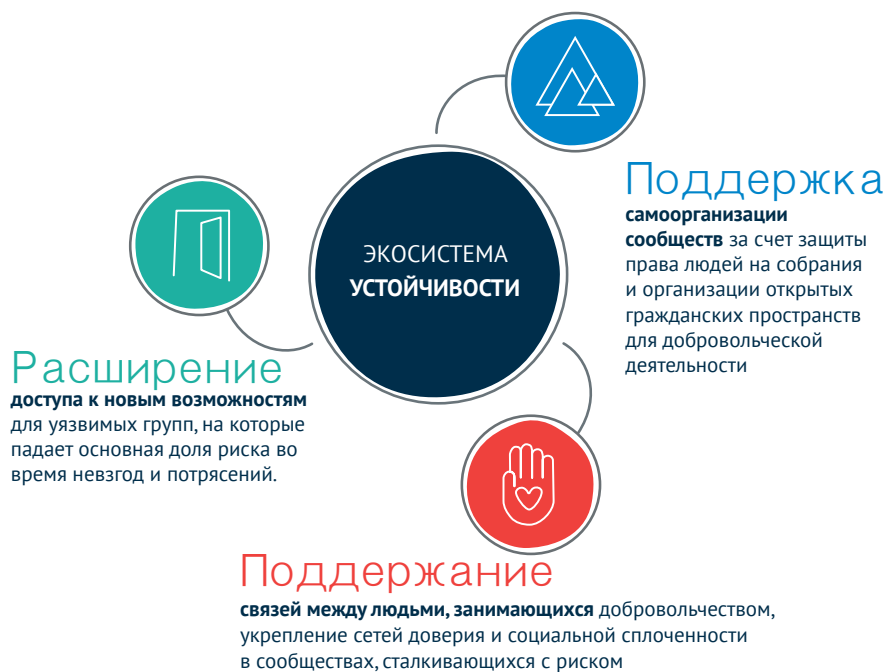 ЭКОСИСТЕМА
УСТОЙЧИВОСТИ
Поддержка
самоорганизации
сообществ за счет защиты
права людей на собрания
и организации открытых
гражданских пространств
для добровольческой
деятельности
Расширение
доступа к новым возможностям
для уязвимых групп, на которые
падает основная доля риска во
время невзгод и потрясений.
Поддержание
связей между людьми, занимающихся добровольчеством,
укрепление сетей доверия и социальной сплоченности
в сообществах, сталкивающихся с риском